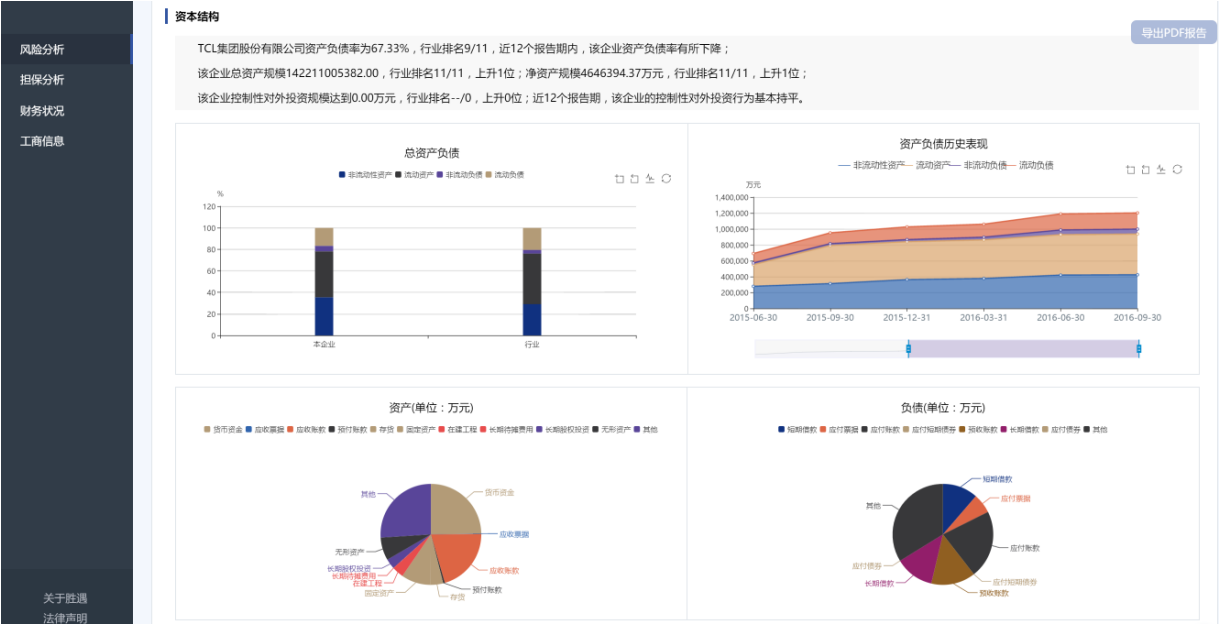 资本结构
导出PDF报告
风险分析
担保分析
财务状况
工商信息
关于胜遇
法律声明
TCL集团股份有限公司资产负债率为67.33%，行业排名9/11，近12个报告期内，该企业资产负债率有所下降；
该企业总资产规模142211005382.00，行业排名11/11，上升1位；净资产规模4646394.37万元，行业排名11/11，上升1位；
该企业控制性对外投资规模达到0.00万元，行业排名--/0，上升0位；近12个报告期，该企业的控制性对外投资行为基本持平。
总资产负债
非流动性资产 流动资产 非流动负债 流动负债
%
120
100
80
60
40
20
0
本企业 行业
资产负债历史表现
非流动性资产 流动资产 非流动负债 流动负债
万元
1,400,000
1,200,000
1,000,000
800,000
600,000
400,000
200,000
0
2015-06-30 2015-09-30 2015-12-31 2016-03-31 2016-06-30 2016-09-30
资产(单位：万元)
货币资金 应收票据 应收账款 预付账款 存货 固定资产 在建工程 长期待摊费用 长期股权投资 无形资产 其他
其他
货币资金
应收票据
无形资产
长期股权投资
应收账款
长期待摊费用
在建工程
预付账款
固定资产
存货
负债(单位：万元)
短期借款 应付票据 应付账款 应付短期债券 预收账款 长期借款 应付债券 其他
短期借款
应付票据
其他
应付账款
应付债券
长期借款
应付短期债券
预收账款